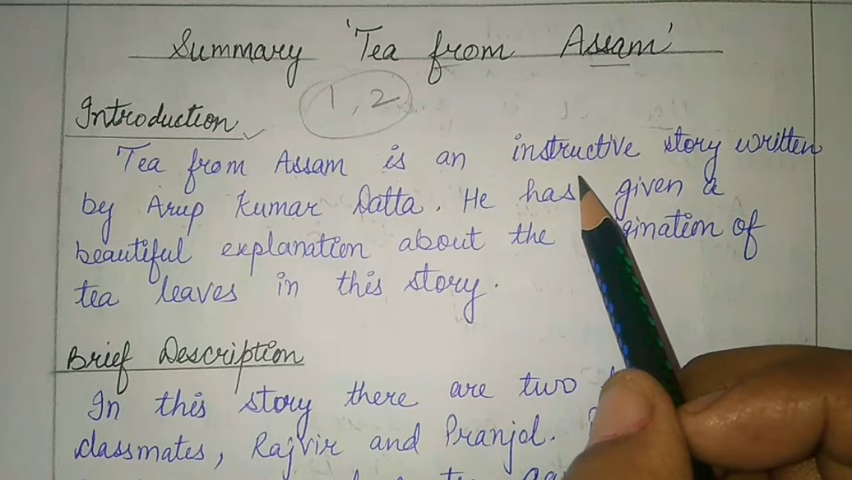 Summary 'Tea from Assam'
1, 2
Introduction
Tea from Assam is an instructive story written
by Arup Kumar Datta. He has given a
beautiful explanation about the gination of
tea leaves in this story.
Brief Description
In this story there are two
classmates, Rajvir and Pranjol.